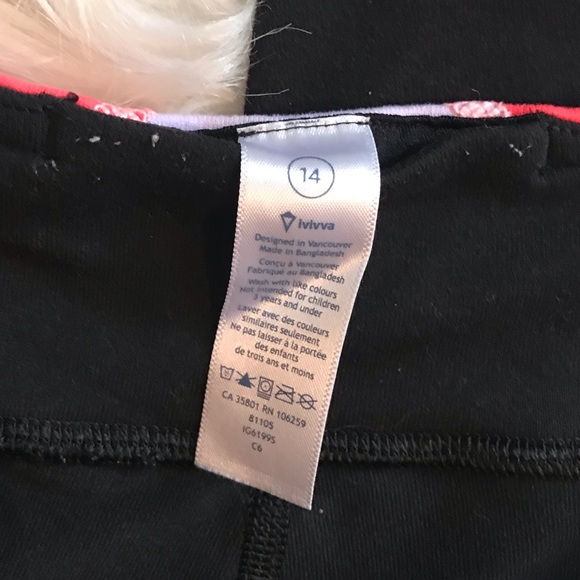 14
ivivva
Designed in Vancouver
Made in Bangladesh
Conçu à Vancouver
Fabriqué au Bangladesh
Wash with like colours
Not intended for children
3 years and under
Laver avec des couleurs
similaires seulement
Ne pas laisser à la portée
des enfants
de trois ans et moins
CA 35801 RN 106259
8110S
IG6199S
C6